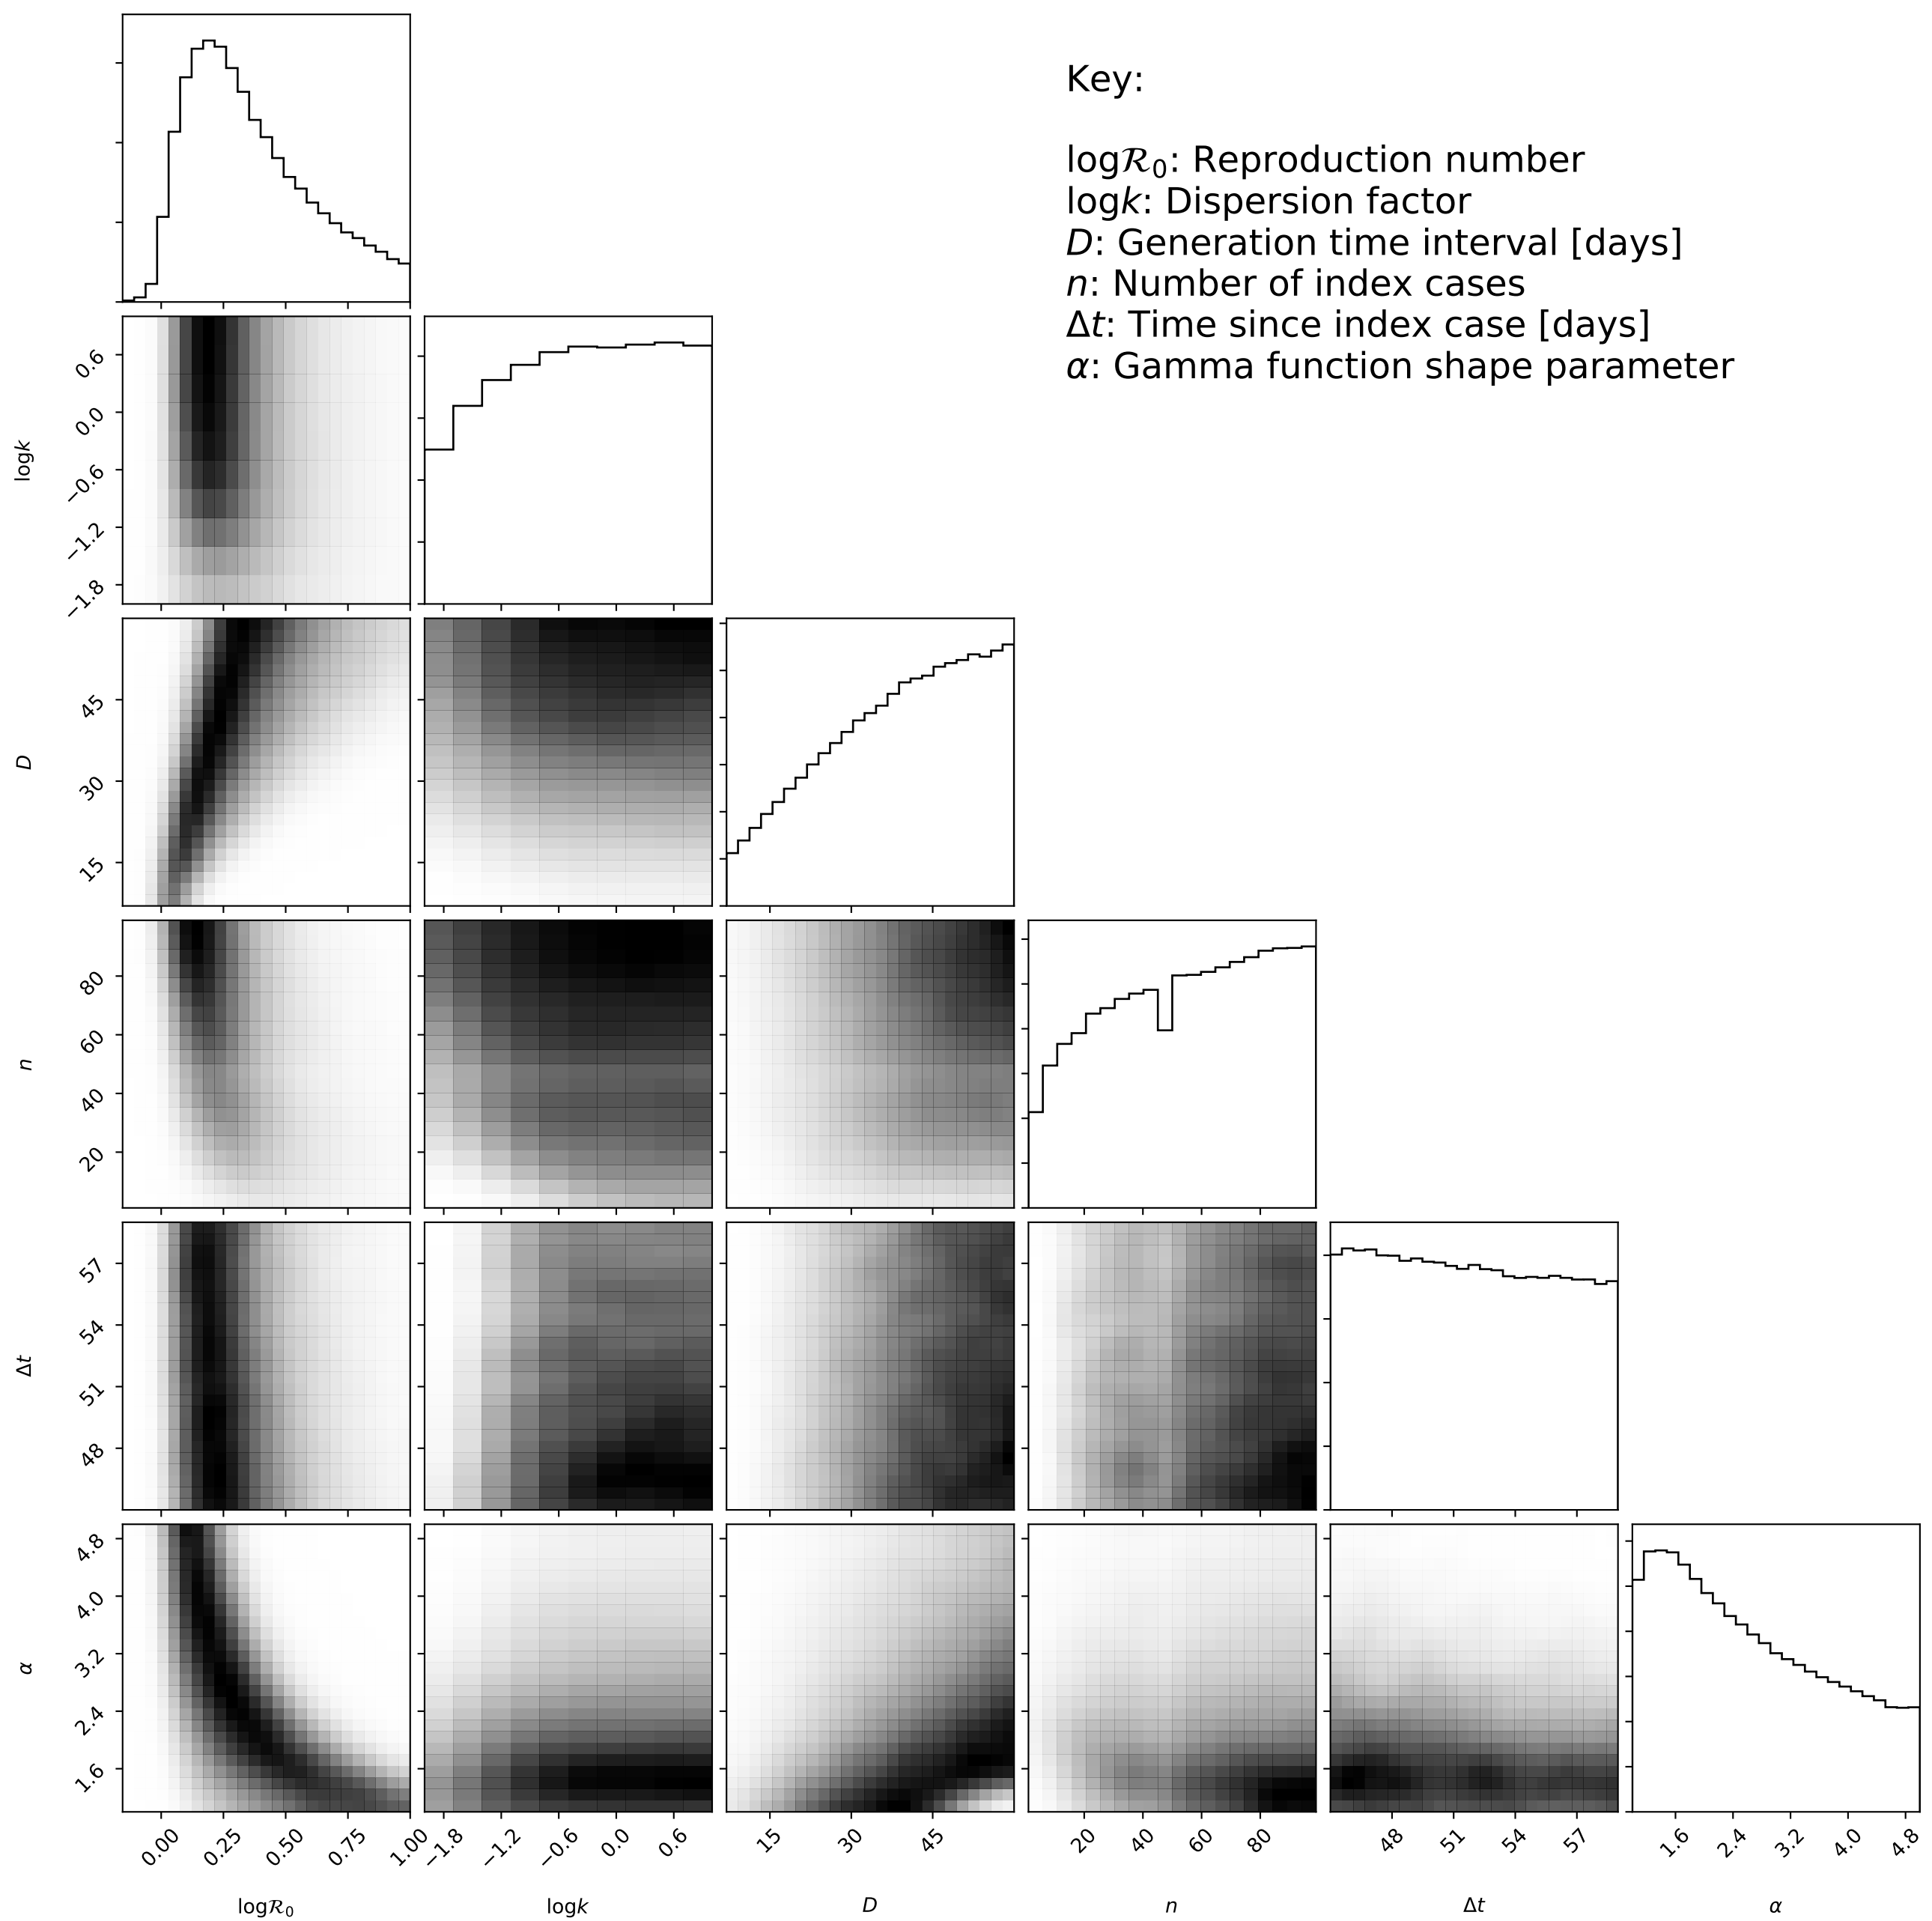 Key:
logℛ₀: Reproduction number
logk: Dispersion factor
D: Generation time interval [days]
n: Number of index cases
Δt: Time since index case [days]
α: Gamma function shape parameter
0.6
0.0
−0.6
−1.2
−1.8
logk
45
30
15
D
80
60
40
20
n
57
54
51
48
Δt
4.8
4.0
3.2
2.4
1.6
α
0.00 0.25 0.50 0.75 1.00 −1.8 −1.2 −0.6 0.0 0.6 15 30 45 20 40 60 80 48 51 54 57 1.6 2.4 3.2 4.0 4.8
logℛ₀ logk D n Δt α